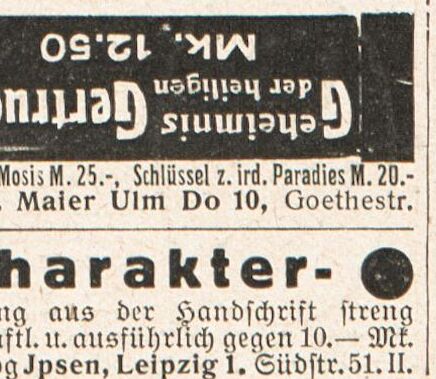 Geheimnis
der heiligen Gertru
Mk. 12.50
Mosis M. 25.-, Schlüssel z. ird. Paradies M. 20.-
. Maier Ulm Do 10, Goethestr.
harakter-
ng aus der Handschrift streng
ftl. u. ausführlich gegen 10.— Mk.
og Jpsen, Leipzig 1. Südstr. 51. II.